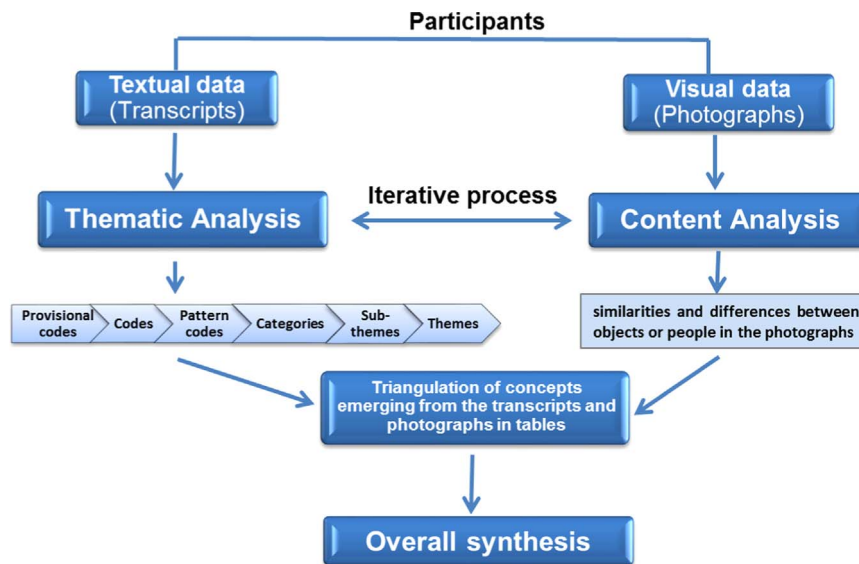 Participants
Textual data
(Transcripts)
Visual data
(Photographs)
Iterative process
Thematic Analysis
Content Analysis
Provisional
codes
Codes
Pattern
codes
Categories
Sub-
themes
Themes
similarities and differences between
objects or people in the photographs
Triangulation of concepts
emerging from the transcripts and
photographs in tables
Overall synthesis